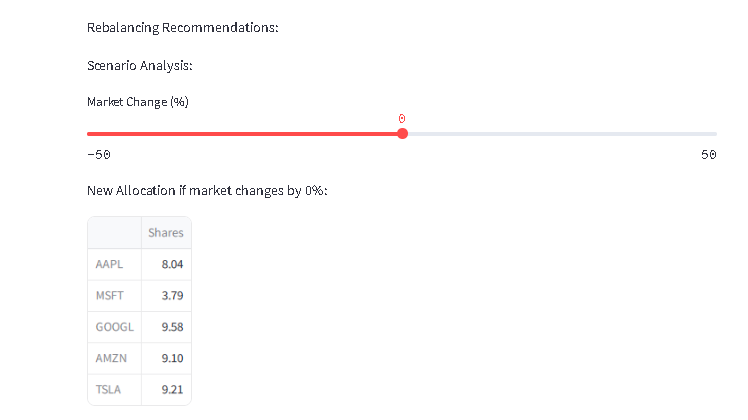 Rebalancing Recommendations:
Scenario Analysis:
Market Change (%)
0
-50 50
New Allocation if market changes by 0%:
Shares
AAPL 8.04
MSFT 3.79
GOOGL 9.58
AMZN 9.10
TSLA 9.21